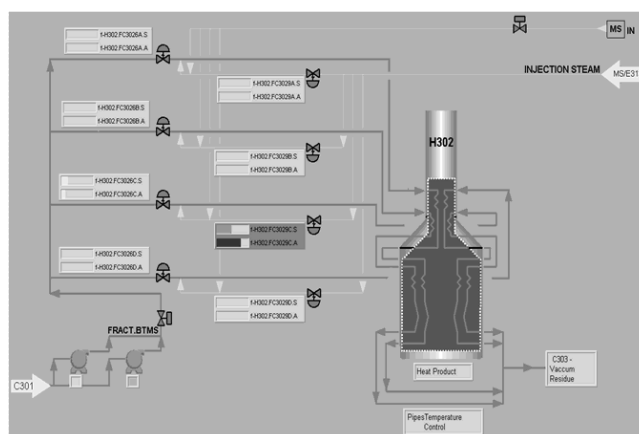 f-H302.FC3026A.S
f-H302.FC3026A.A
MS IN
INJECTION STEAM
MS/E31
f-H302.FC3029A.S
f-H302.FC3029A.A
f-H302.FC3026B.S
f-H302.FC3026B.A
H302
f-H302.FC3029B.S
f-H302.FC3029B.A
f-H302.FC3026C.S
f-H302.FC3026C.A
f-H302.FC3029C.S
f-H302.FC3029C.A
f-H302.FC3026D.S
f-H302.FC3026D.A
f-H302.FC3029D.S
f-H302.FC3029D.A
FRACT.BTMS
C301
Heat Product
C303 -
Vaccum
Residue
PipesTemperature
Control